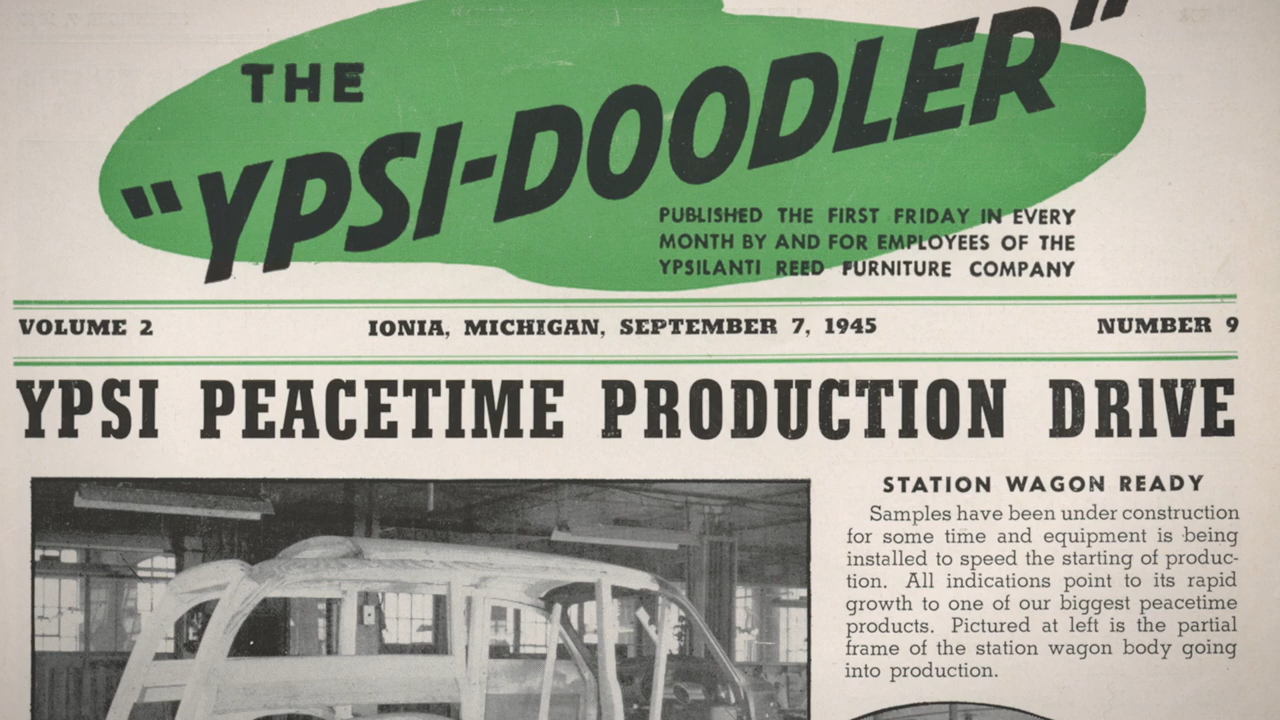 THE
"YPSI-DOODLER"
PUBLISHED THE FIRST FRIDAY IN EVERY
MONTH BY AND FOR EMPLOYEES OF THE
YPSILANTI REED FURNITURE COMPANY
VOLUME 2 IONIA, MICHIGAN, SEPTEMBER 7, 1945 NUMBER 9
YPSI PEACETIME PRODUCTION DRIVE
STATION WAGON READY
Samples have been under construction
for some time and equipment is being
installed to speed the starting of produc-
tion. All indications point to its rapid
growth to one of our biggest peacetime
products. Pictured at left is the partial
frame of the station wagon body going
into production.